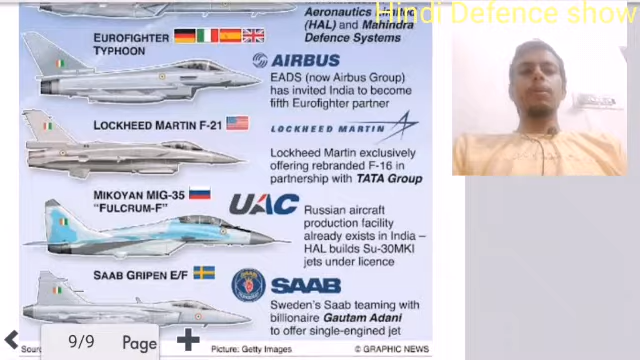 Hindi Defence show
Aeronautics Limited
(HAL) and Mahindra
Defence Systems
EUROFIGHTER
TYPHOON
AIRBUS
EADS (now Airbus Group)
has invited India to become
fifth Eurofighter partner
LOCKHEED MARTIN F-21
LOCKHEED MARTIN
Lockheed Martin exclusively
offering rebranded F-16 in
partnership with TATA Group
MIKOYAN MIG-35
"FULCRUM-F"
UAC
Russian aircraft
production facility
already exists in India –
HAL builds Su-30MKI
jets under licence
SAAB GRIPEN E/F
SAAB
Sweden's Saab teaming with
billionaire Gautam Adani
to offer single-engined jet
9/9 Page
Picture: Getty Images
© GRAPHIC NEWS